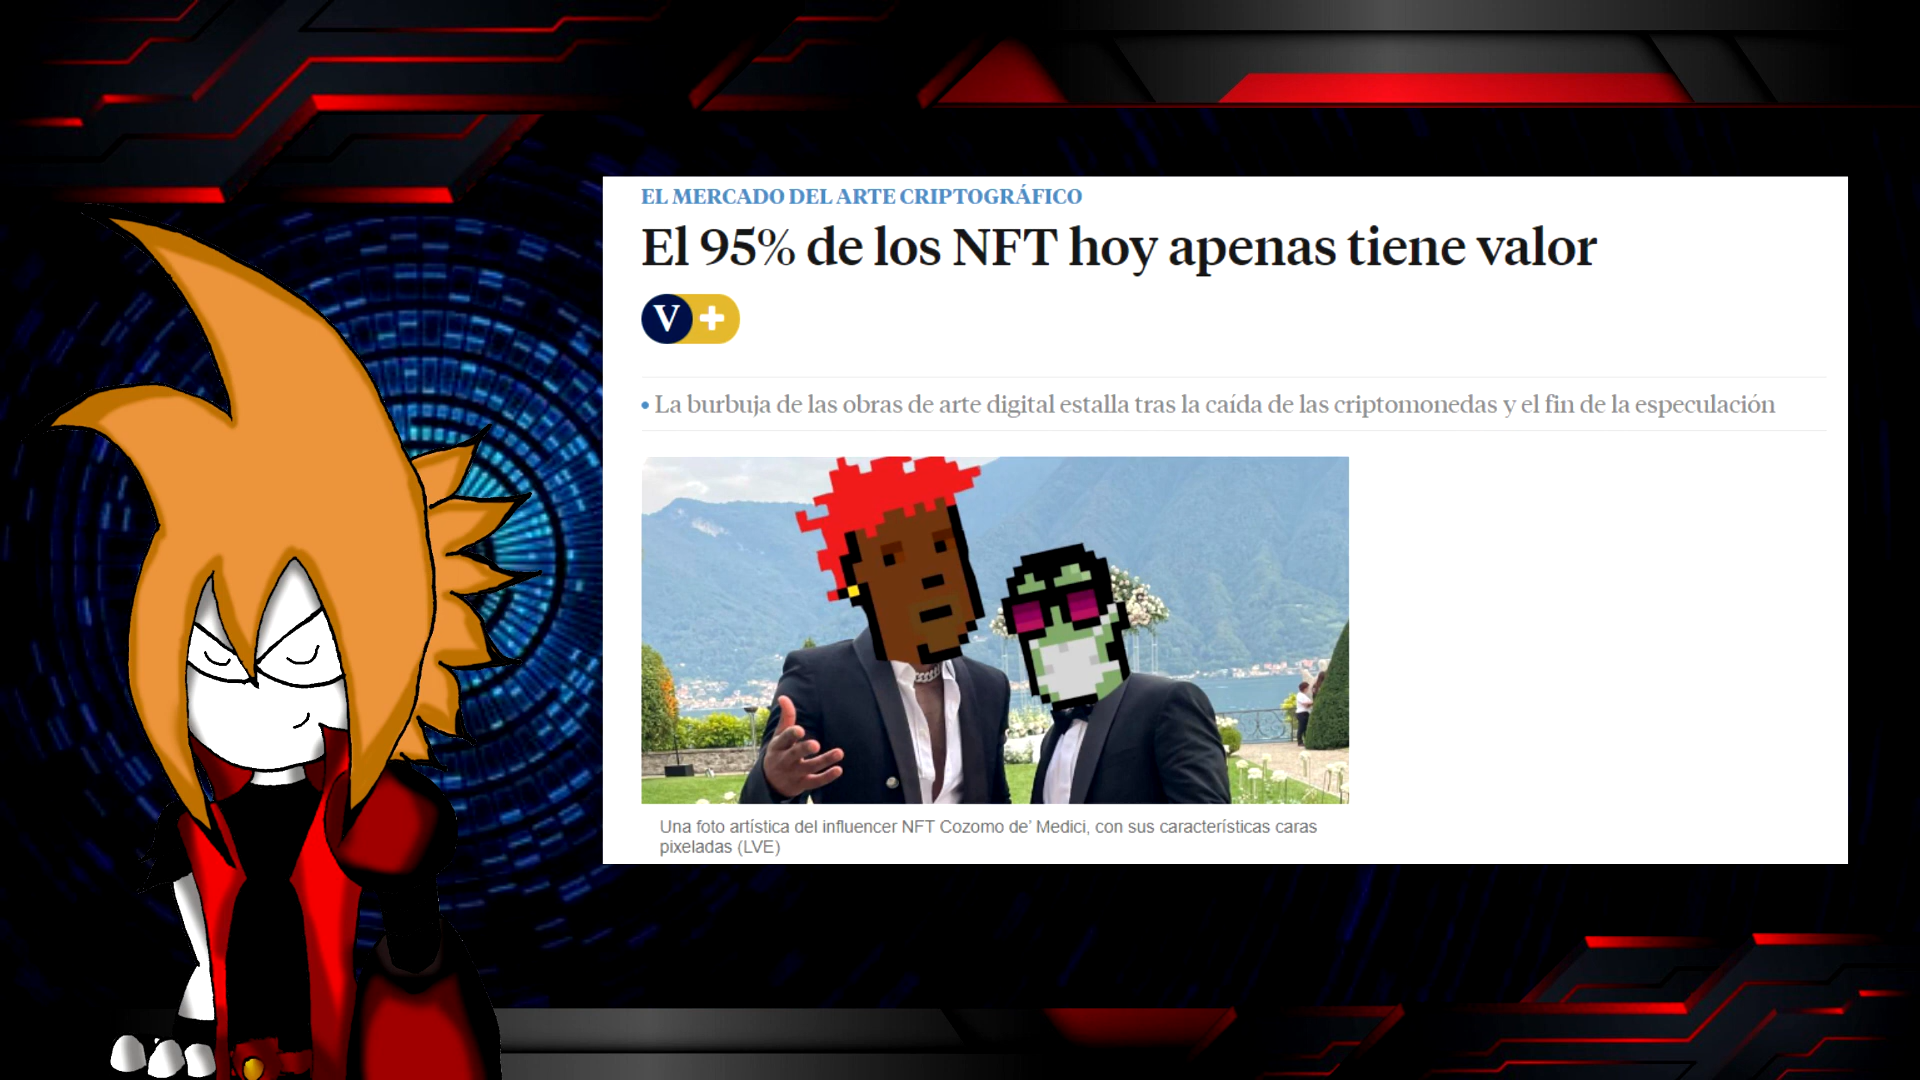 EL MERCADO DEL ARTE CRIPTOGRÁFICO
El 95% de los NFT hoy apenas tiene valor
V+
• La burbuja de las obras de arte digital estalla tras la caída de las criptomonedas y el fin de la especulación
Una foto artística del influencer NFT Cozomo de’ Medici, con sus características caras
pixeladas (LVE)